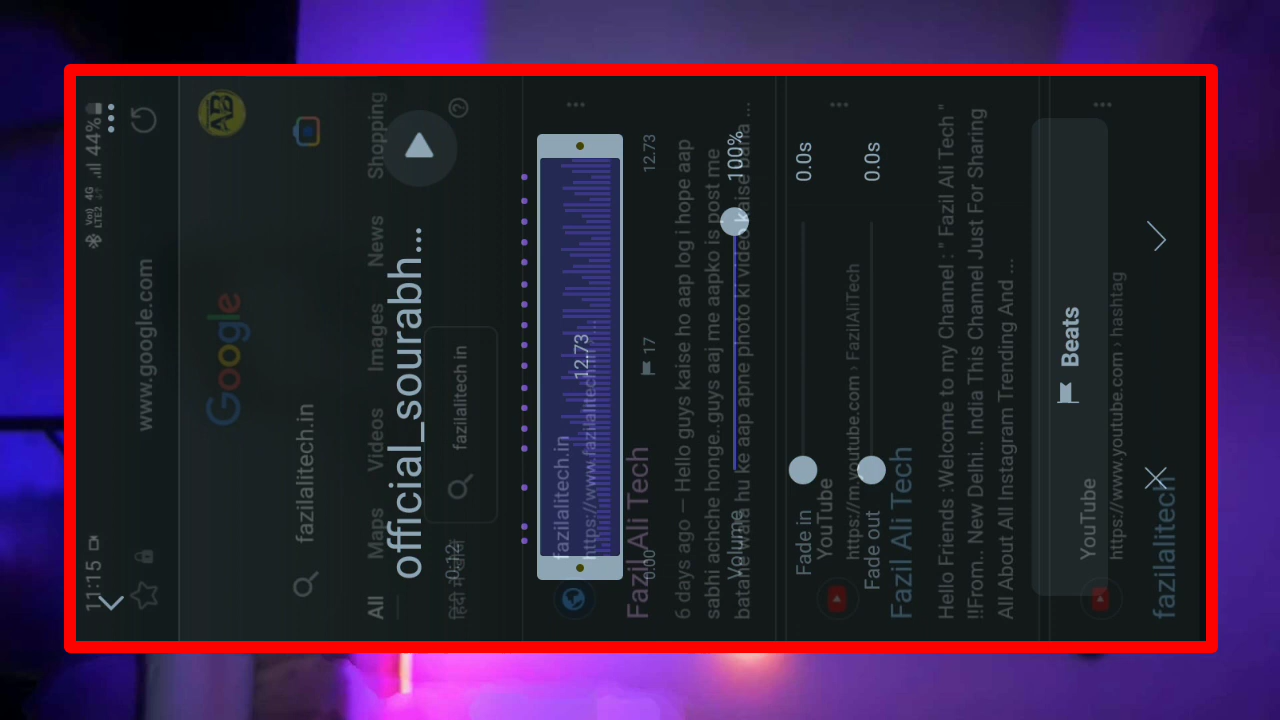 11:15
LTE2 4G 44%
www.google.com
Google
fazilalitech.in
All Maps Videos Images News Shopping
official_sourabh...
0:12
fazilalitech in
fazilalitech.in
https://www.fazilalitech.in
12.73
Fazil Ali Tech
0:00
17
12.73
6 days ago — Hello guys kaise ho aap log i hope aap
sabhi achche honge..guys aaj me aapko is post me
batane wala hu ke aap apne photo ki video kaise bana ...
Volume
100%
Fade in
0.0s
YouTube
https://m.youtube.com › FazilAliTech
Fade out
0.0s
Fazil Ali Tech
Hello Friends :Welcome to my Channel : " Fazil Ali Tech "
!!From.. New Delhi.. India This Channel Just For Sharing
All About All Instagram Trending And ...
Beats
YouTube
https://www.youtube.com › hashtag
fazilalitech